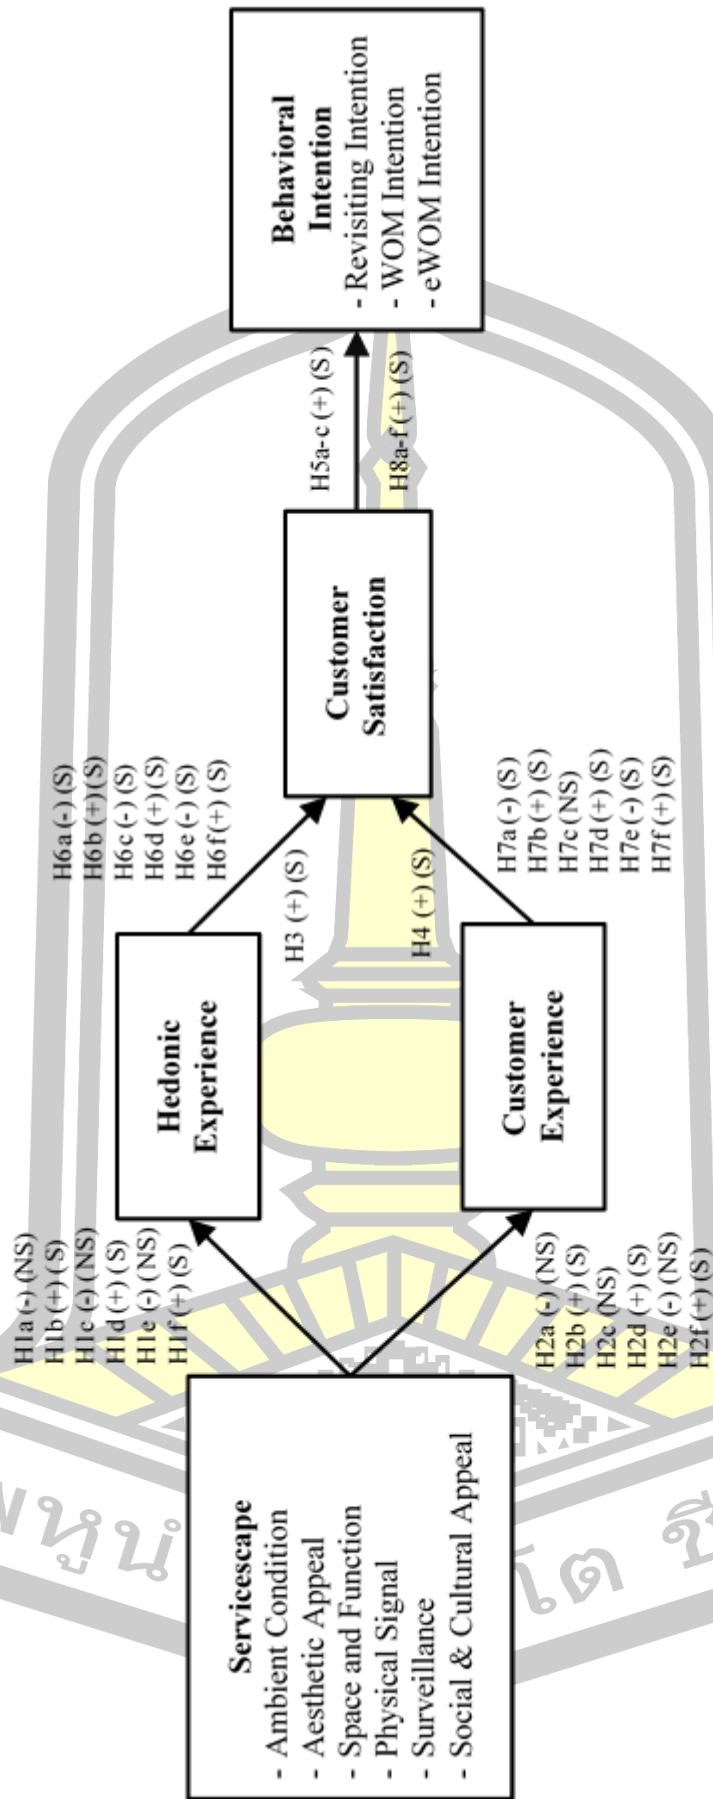 Servicescape
- Ambient Condition
- Aesthetic Appeal
- Space and Function
- Physical Signal
- Surveillance
- Social & Cultural Appeal
H1a (-) (NS)
H1b (+) (S)
H1c (-) (NS)
H1d (+) (S)
H1e (-) (NS)
H1f (+) (S)
H2a (-) (NS)
H2b (+) (S)
H2c (NS)
H2d (+) (S)
H2e (-) (NS)
H2f (+) (S)
Hedonic
Experience
Customer
Experience
H6a (-) (S)
H6b (+) (S)
H6c (-) (S)
H6d (+) (S)
H6e (-) (S)
H6f (+) (S)
H3 (+) (S)
H4 (+) (S)
H7a (-) (S)
H7b (+) (S)
H7c (NS)
H7d (+) (S)
H7e (-) (S)
H7f (+) (S)
Customer
Satisfaction
H5a-c (+) (S)
H8a-f (+) (S)
Behavioral
Intention
- Revisiting Intention
- WOM Intention
- eWOM Intention